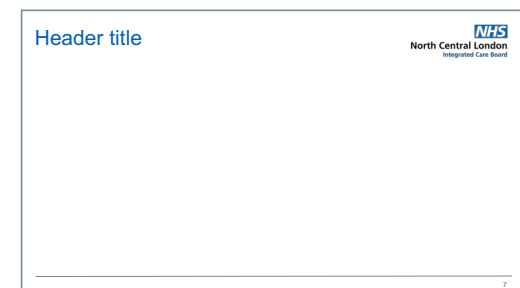 Header title
NHS
North Central London
Integrated Care Board
7